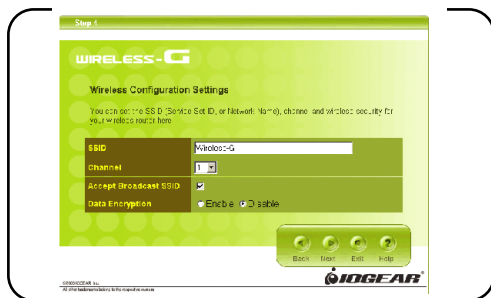 Step 4
WIRELESS-G
Wireless Configuration Settings
You can set the SSID (Service Set ID, or Network Name), channel and wireless security for
your wireless router here
SSID
Wireless-G
Channel
1
Accept Broadcast SSID
Data Encryption
Enable Disable
Back Next Exit Help
IOGEAR